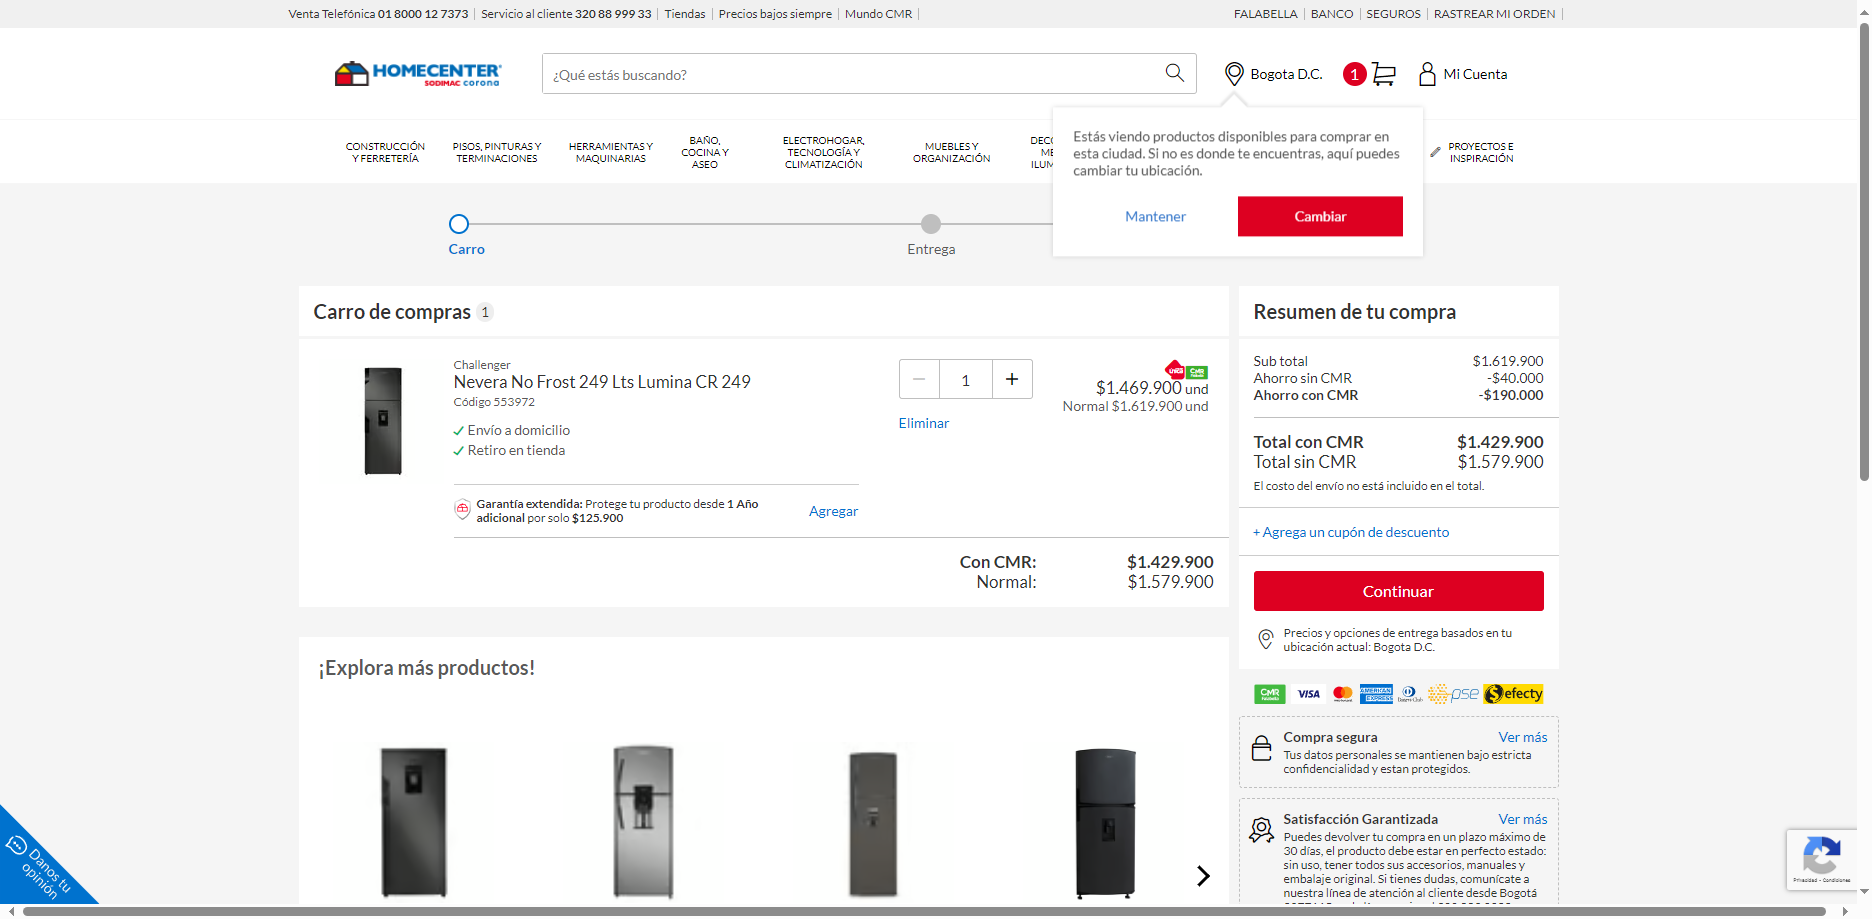 Venta Telefónica 01 8000 12 7373 Servicio al cliente 320 88 999 33 Tiendas Precios bajos siempre Mundo CMR
FALABELLA BANCO SEGUROS RASTREAR MI ORDEN
HOMECENTER
SODIMAC corona
¿Qué estás buscando?
Bogota D.C.
1
Mi Cuenta
CONSTRUCCIÓN
Y FERRETERÍA
PISOS, PINTURAS Y
TERMINACIONES
HERRAMIENTAS Y
MAQUINARIAS
BAÑO,
COCINA Y
ASEO
ELECTROHOGAR,
TECNOLOGÍA Y
CLIMATIZACIÓN
MUEBLES Y
ORGANIZACIÓN
PROYECTOS E
INSPIRACIÓN
Estás viendo productos disponibles para comprar en
esta ciudad. Si no es donde te encuentras, aquí puedes
cambiar tu ubicación.
Mantener
Cambiar
Carro
Entrega
Carro de compras 1
Challenger
Nevera No Frost 249 Lts Lumina CR 249
Código 553972
Envío a domicilio
Retiro en tienda
1
Eliminar
CMR
$1.469.900 und
Normal $1.619.900 und
Garantía extendida: Protege tu producto desde 1 Año
adicional por solo $125.900
Agregar
Con CMR: $1.429.900
Normal: $1.579.900
¡Explora más productos!
Resumen de tu compra
Sub total $1.619.900
Ahorro sin CMR -$40.000
Ahorro con CMR -$190.000
Total con CMR $1.429.900
Total sin CMR $1.579.900
El costo del envío no está incluido en el total.
+ Agrega un cupón de descuento
Continuar
Precios y opciones de entrega basados en tu
ubicación actual: Bogota D.C.
CMR VISA AMERICAN EXPRESS pse efecty
Compra segura Ver más
Tus datos personales se mantienen bajo estricta
confidencialidad y estan protegidos.
Satisfacción Garantizada Ver más
Puedes devolver tu compra en un plazo máximo de
30 días, el producto debe estar en perfecto estado:
sin uso, tener todos sus accesorios, manuales y
embalaje original. Si tienes dudas, comunícate a
nuestra línea de atención al cliente desde Bogotá
Danos tu
opinión
Privacidad - Condiciones